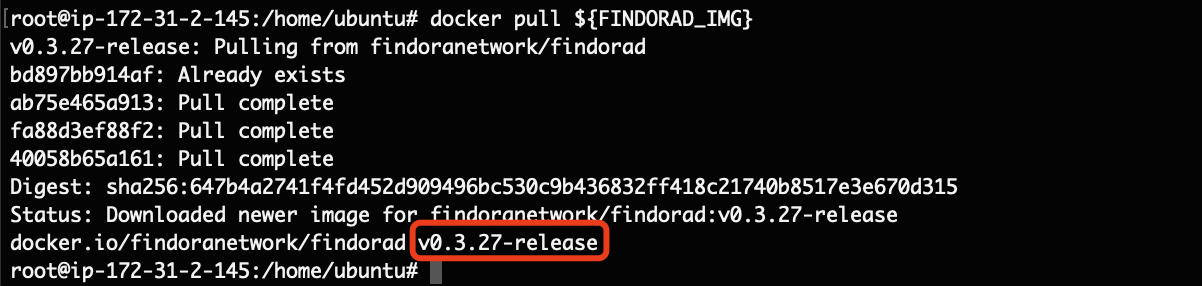 [root@ip-172-31-2-145:/home/ubuntu# docker pull ${FINDORAD_IMG}
v0.3.27-release: Pulling from findoranetwork/findorad
bd897bb914af: Already exists
ab75e465a913: Pull complete
fa88d3ef88f2: Pull complete
40058b65a161: Pull complete
Digest: sha256:647b4a2741f4fd452d909496bc530c9b436832ff418c21740b8517e3e670d315
Status: Downloaded newer image for findoranetwork/findorad:v0.3.27-release
docker.io/findoranetwork/findorad v0.3.27-release
root@ip-172-31-2-145:/home/ubuntu#